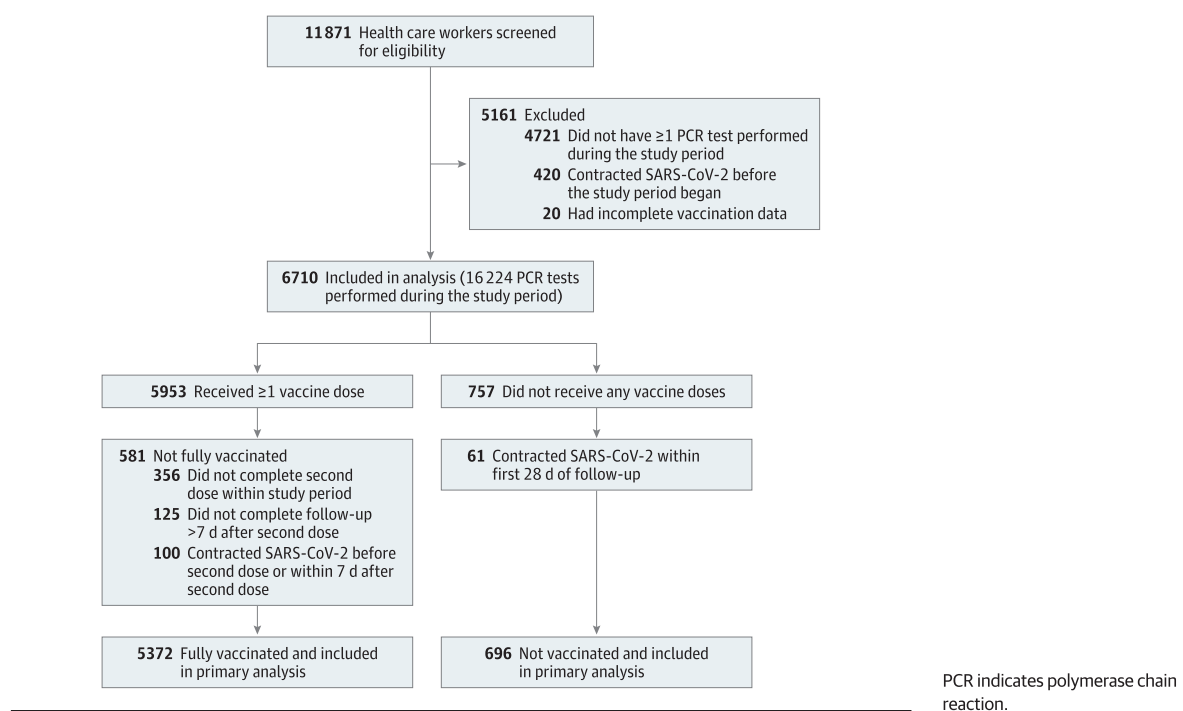 11871 Health care workers screened
for eligibility
5161 Excluded
4721 Did not have ≥1 PCR test performed
during the study period
420 Contracted SARS-CoV-2 before
the study period began
20 Had incomplete vaccination data
6710 Included in analysis (16224 PCR tests
performed during the study period)
5953 Received ≥1 vaccine dose
757 Did not receive any vaccine doses
581 Not fully vaccinated
356 Did not complete second
dose within study period
125 Did not complete follow-up
>7 d after second dose
100 Contracted SARS-CoV-2 before
second dose or within 7 d after
second dose
61 Contracted SARS-CoV-2 within
first 28 d of follow-up
5372 Fully vaccinated and included
in primary analysis
696 Not vaccinated and included
in primary analysis
PCR indicates polymerase chain
reaction.